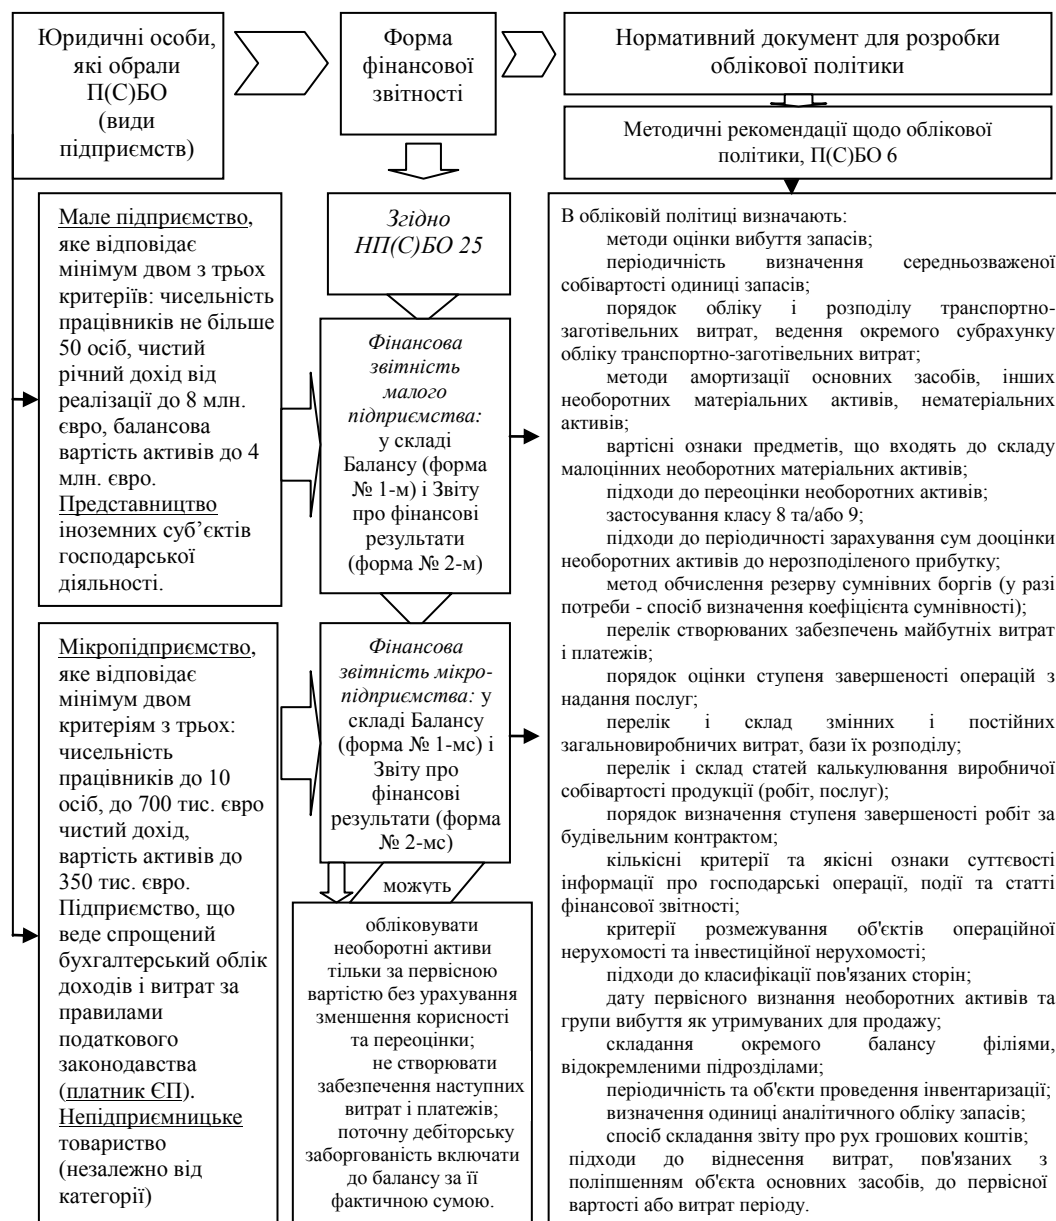 Юридичні особи,
які обрали
П(С)БО
(види
підприємств)
Форма
фінансової
звітності
Нормативний документ для розробки
облікової політики
Методичні рекомендації щодо облікової
політики, П(С)БО 6
Мале підприємство,
яке відповідає
мінімум двом з трьох
критеріїв: чисельність
працівників не більше
50 осіб, чистий
річний дохід від
реалізації до 8 млн.
євро, балансова
вартість активів до 4
млн. євро.
Представництво
іноземних суб’єктів
господарської
діяльності.
Згідно
НП(С)БО 25
Фінансова
звітність
малого
підприємства:
у складі
Балансу (форма
№ 1-м) і Звіту
про фінансові
результати
(форма № 2-м)
Мікропідприємство,
яке відповідає
мінімум двом
критеріям з трьох:
чисельність
працівників до 10
осіб, до 700 тис. євро
чистий дохід,
вартість активів до
350 тис. євро.
Підприємство, що
веде спрощений
бухгалтерський облік
доходів і витрат за
правилами
податкового
законодавства
(платник ЄП).
Непідприємницьке
товариство
(незалежно від
категорії)
Фінансова
звітність мікро-
підприємства: у
складі Балансу
(форма № 1-мс) і
Звіту про
фінансові
результати (форма
№ 2-мс)
можуть
обліковувати
необоротні активи
тільки за первісною
вартістю без урахування
зменшення корисності
та переоцінки;
не створювати
забезпечення наступних
витрат і платежів;
поточну дебіторську
заборгованість включати
до балансу за її
фактичною сумою.
В обліковій політиці визначають:
методи оцінки вибуття запасів;
періодичність визначення середньозваженої
собівартості одиниці запасів;
порядок обліку і розподілу транспортно-
заготівельних витрат, ведення окремого субрахунку
обліку транспортно-заготівельних витрат;
методи амортизації основних засобів, інших
необоротних матеріальних активів, нематеріальних
активів;
вартісні ознаки предметів, що входять до складу
малоцінних необоротних матеріальних активів;
підходи до переоцінки необоротних активів;
застосування класу 8 та/або 9;
підходи до періодичності зарахування сум дооцінки
необоротних активів до нерозподіленого прибутку;
метод обчислення резерву сумнівних боргів (у разі
потреби - спосіб визначення коефіцієнта сумнівності);
перелік створюваних забезпечень майбутніх витрат
і платежів;
порядок оцінки ступеня завершеності операцій з
надання послуг;
перелік і склад змінних і постійних
загальновиробничих витрат, бази їх розподілу;
перелік і склад статей калькулювання виробничої
собівартості продукції (робіт, послуг);
порядок визначення ступеня завершеності робіт за
будівельним контрактом;
кількісні критерії та якісні ознаки суттєвості
інформації про господарські операції, події та статті
фінансової звітності;
критерії розмежування об'єктів операційної
нерухомості та інвестиційної нерухомості;
підходи до класифікації пов'язаних сторін;
дату первісного визнання необоротних активів та
групи вибуття як утримуваних для продажу;
складання окремого балансу філіями,
відокремленими підрозділами;
періодичність та об'єкти проведення інвентаризації;
визначення одиниці аналітичного обліку запасів;
спосіб складання звіту про рух грошових коштів;
підходи до віднесення витрат, пов'язаних з
поліпшенням об'єкта основних засобів, до первісної
вартості або витрат періоду.